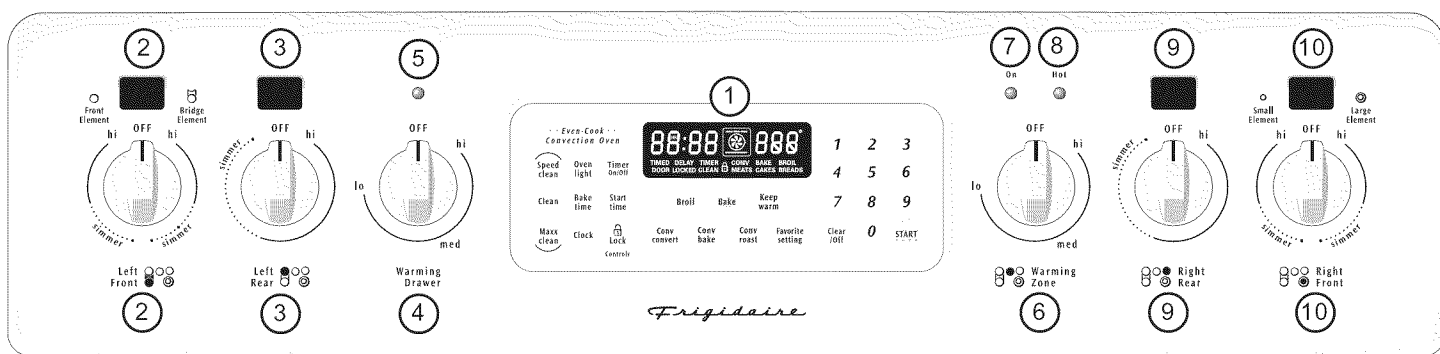 2
3
5
7
8
9
10
1
On
Hot
Front
Element
Bridge
Element
Small
Element
Large
Element
OFF
hi
hi
simmer
simmer
OFF
hi
simmer
OFF
hi
lo
med
Even-Cook
Convection Oven
88:88
888°
TIMED DELAY TIMER CONV BAKE BROIL
DOOR LOCKED CLEAN MEATS CAKES BREADS
Speed
clean
Oven
light
Timer
On/Off
Clean
Bake
time
Start
time
Broil
Bake
Keep
warm
Maxx
clean
Clock
Lock
Controls
Conv
convert
Conv
bake
Conv
roast
Favorite
setting
1 2 3
4 5 6
7 8 9
Clear
/Off
0
START
OFF
hi
lo
med
OFF
hi
simmer
OFF
hi
hi
simmer
simmer
Left
Front
Left
Rear
Warming
Drawer
Warming
Zone
Right
Rear
Right
Front
Frigidaire
2
3
4
6
9
10